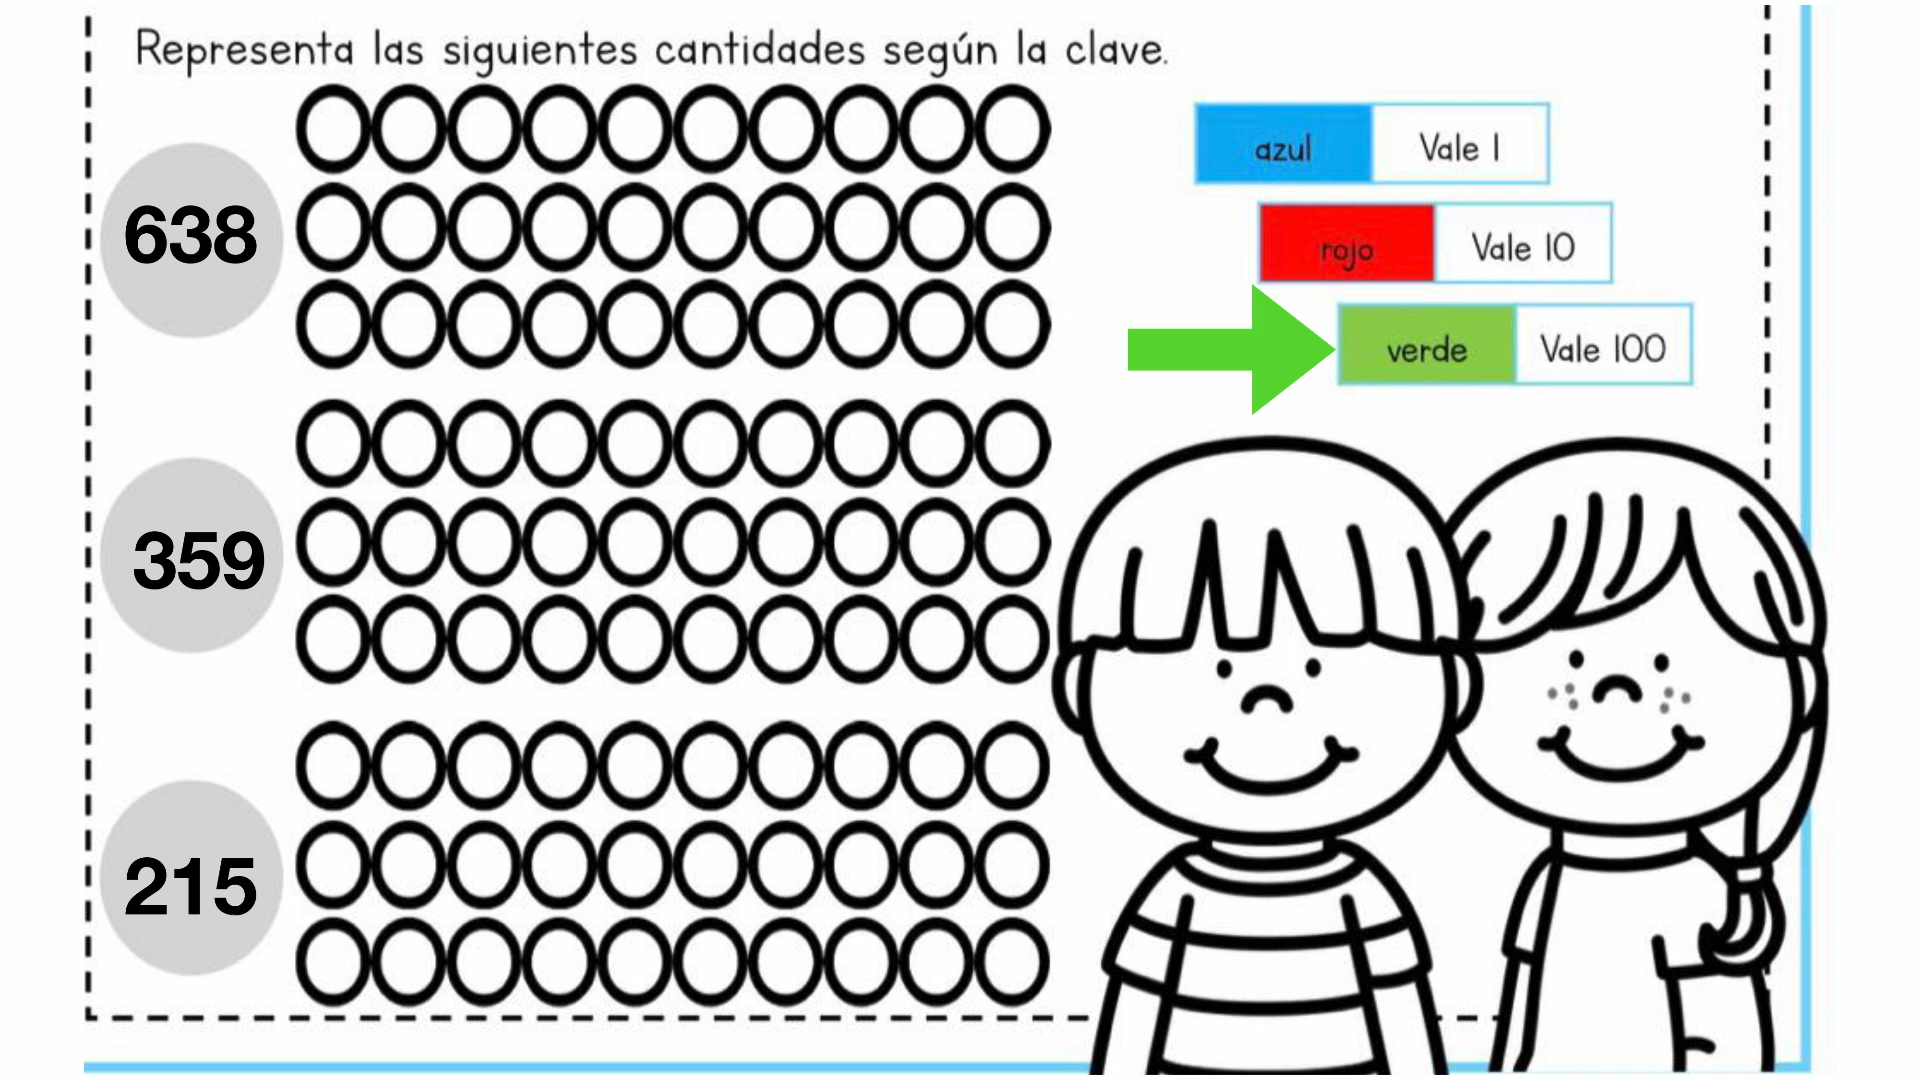 Representa las siguientes cantidades según la clave.
azul Vale 1
638
rojo Vale 10
verde Vale 100
359
215